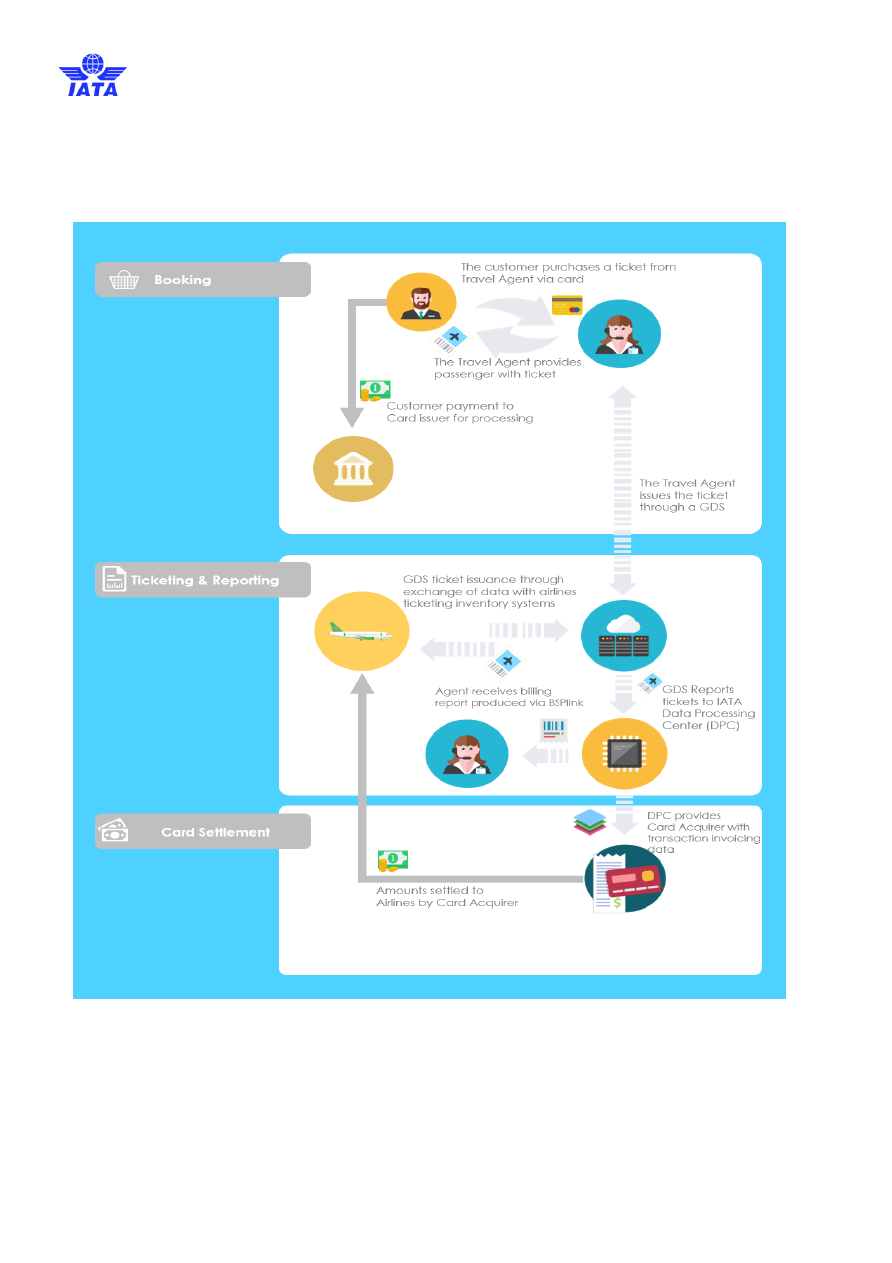 IATA
Booking
The customer purchases a ticket from
Travel Agent via card
The Travel Agent provides
passenger with ticket
1
Customer payment to
Card issuer for processing
The Travel Agent
issues the ticket
through a GDS
Ticketing & Reporting
GDS ticket issuance through
exchange of data with airlines
ticketing inventory systems
Agent receives billing
report produced via BSPlink
GDS Reports
tickets to IATA
Data Processing
Center (DPC)
Card Settlement
DPC provides
Card Acquirer with
transaction invoicing
data
1
$
Amounts settled to
Airlines by Card Acquirer